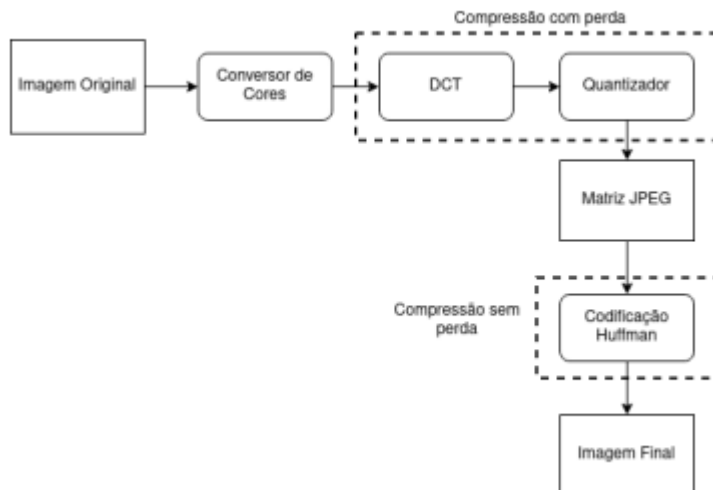 Compressão com perda
Imagem Original
Conversor de
Cores
DCT
Quantizador
Matriz JPEG
Compressão sem
perda
Codificação
Huffman
Imagem Final